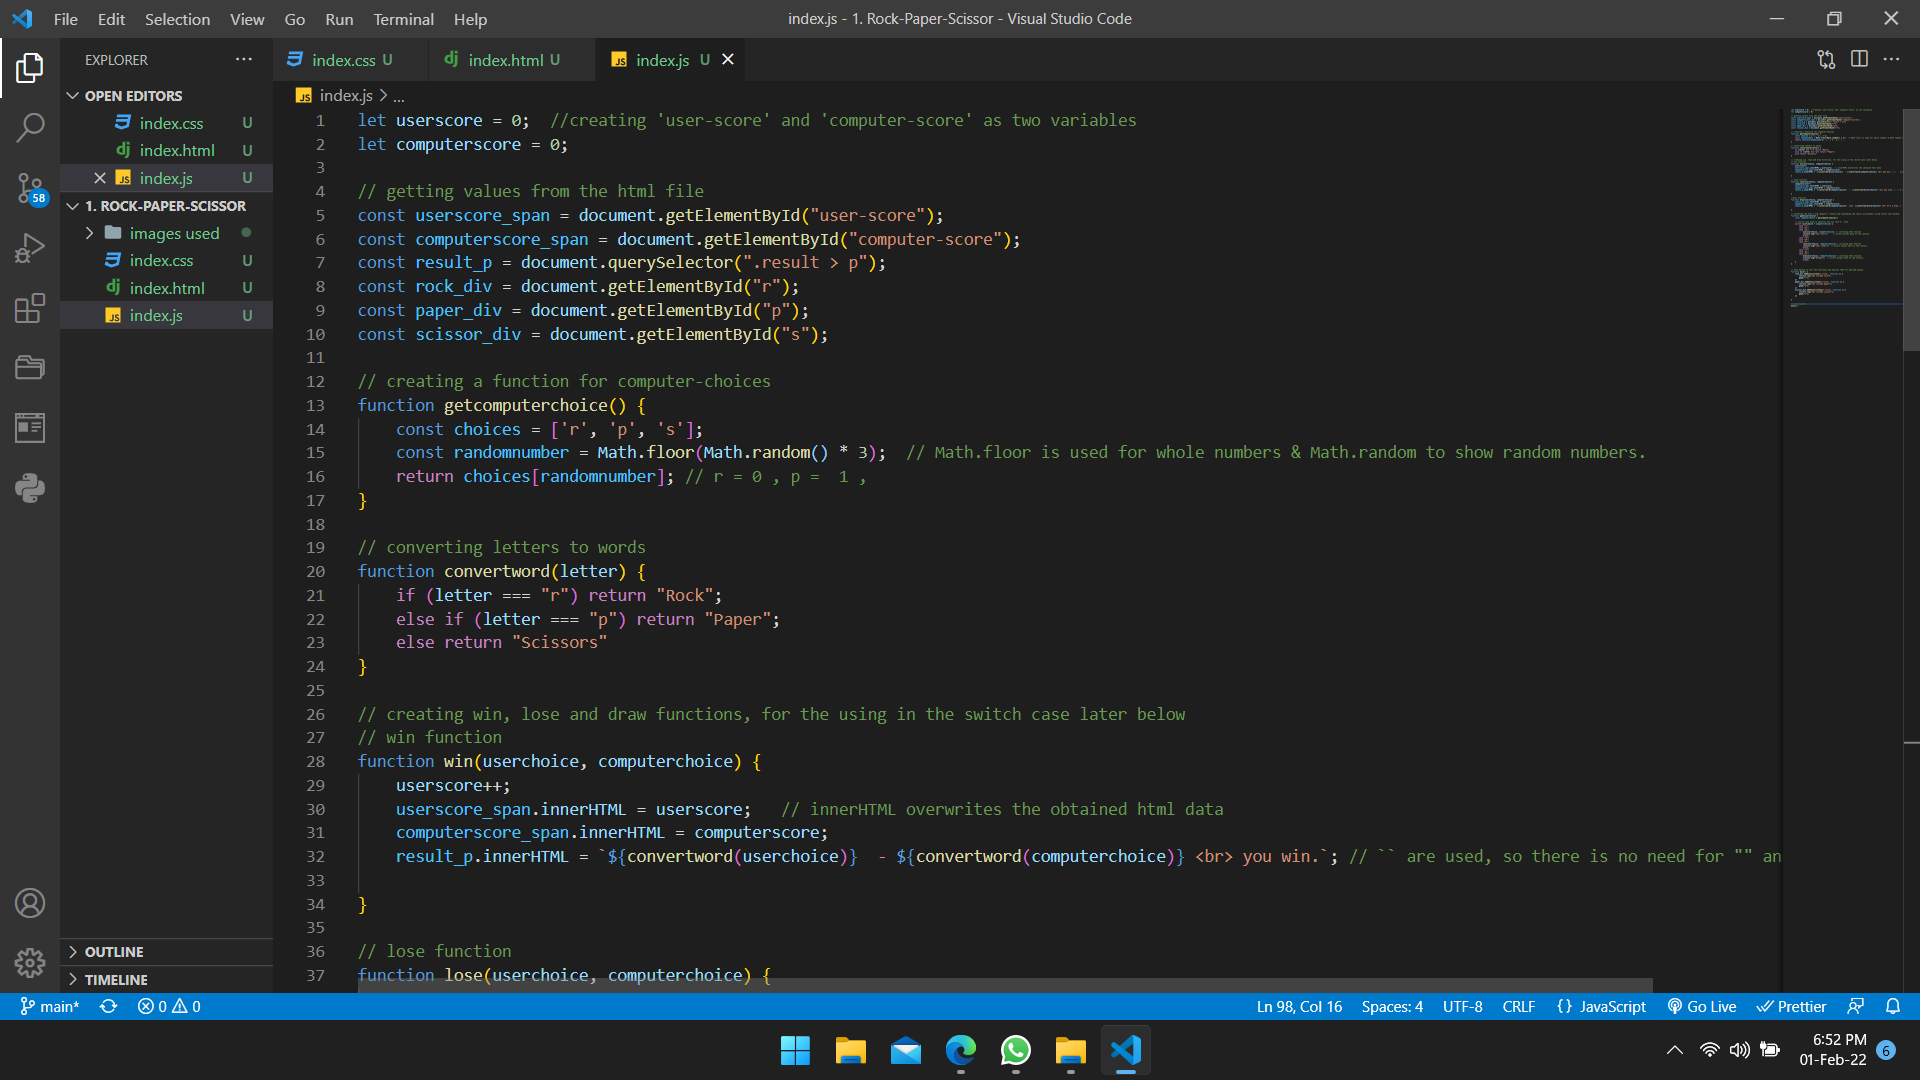 File Edit Selection View Go Run Terminal Help
index.js - 1. Rock-Paper-Scissor - Visual Studio Code
EXPLORER
OPEN EDITORS
index.css U
index.html U
index.js U
1. ROCK-PAPER-SCISSOR
images used
index.css U
index.html U
index.js U
58
OUTLINE
TIMELINE
index.css U
index.html U
index.js U
JS index.js > ...
1 let userscore = 0;  //creating 'user-score' and 'computer-score' as two variables
2 let computerscore = 0;
3
4 // getting values from the html file
5 const userscore_span = document.getElementById("user-score");
6 const computerscore_span = document.getElementById("computer-score");
7 const result_p = document.querySelector(".result > p");
8 const rock_div = document.getElementById("r");
9 const paper_div = document.getElementById("p");
10 const scissor_div = document.getElementById("s");
11
12 // creating a function for computer-choices
13 function getcomputerchoice() {
14     const choices = ['r', 'p', 's'];
15     const randomnumber = Math.floor(Math.random() * 3);  // Math.floor is used for whole numbers & Math.random to show random numbers.
16     return choices[randomnumber]; // r = 0 , p =  1 ,
17 }
18
19 // converting letters to words
20 function convertword(letter) {
21     if (letter === "r") return "Rock";
22     else if (letter === "p") return "Paper";
23     else return "Scissors"
24 }
25
26 // creating win, lose and draw functions, for the using in the switch case later below
27 // win function
28 function win(userchoice, computerchoice) {
29     userscore++;
30     userscore_span.innerHTML = userscore;   // innerHTML overwrites the obtained html data
31     computerscore_span.innerHTML = computerscore;
32     result_p.innerHTML = `${convertword(userchoice)}  - ${convertword(computerchoice)} <br> you win.`; // `` are used, so there is no need for "" an
33
34 }
35
36 // lose function
37 function lose(userchoice, computerchoice) {
main* 0 0 Ln 98, Col 16 Spaces: 4 UTF-8 CRLF {} JavaScript Go Live Prettier
6:52 PM
01-Feb-22 6